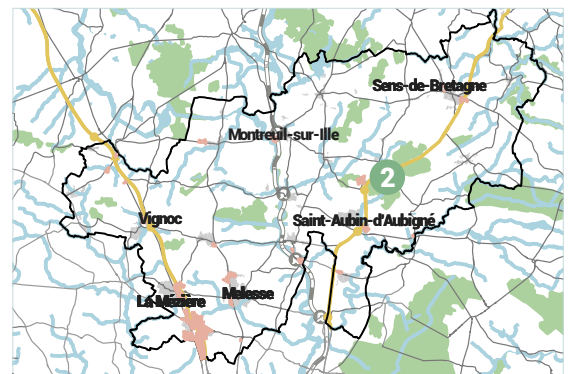 Sens-de-Bretagne
Montreuil-sur-Ille
2
Vignoc
Saint-Aubin-d'Aubigné
Melesse
La Mézière